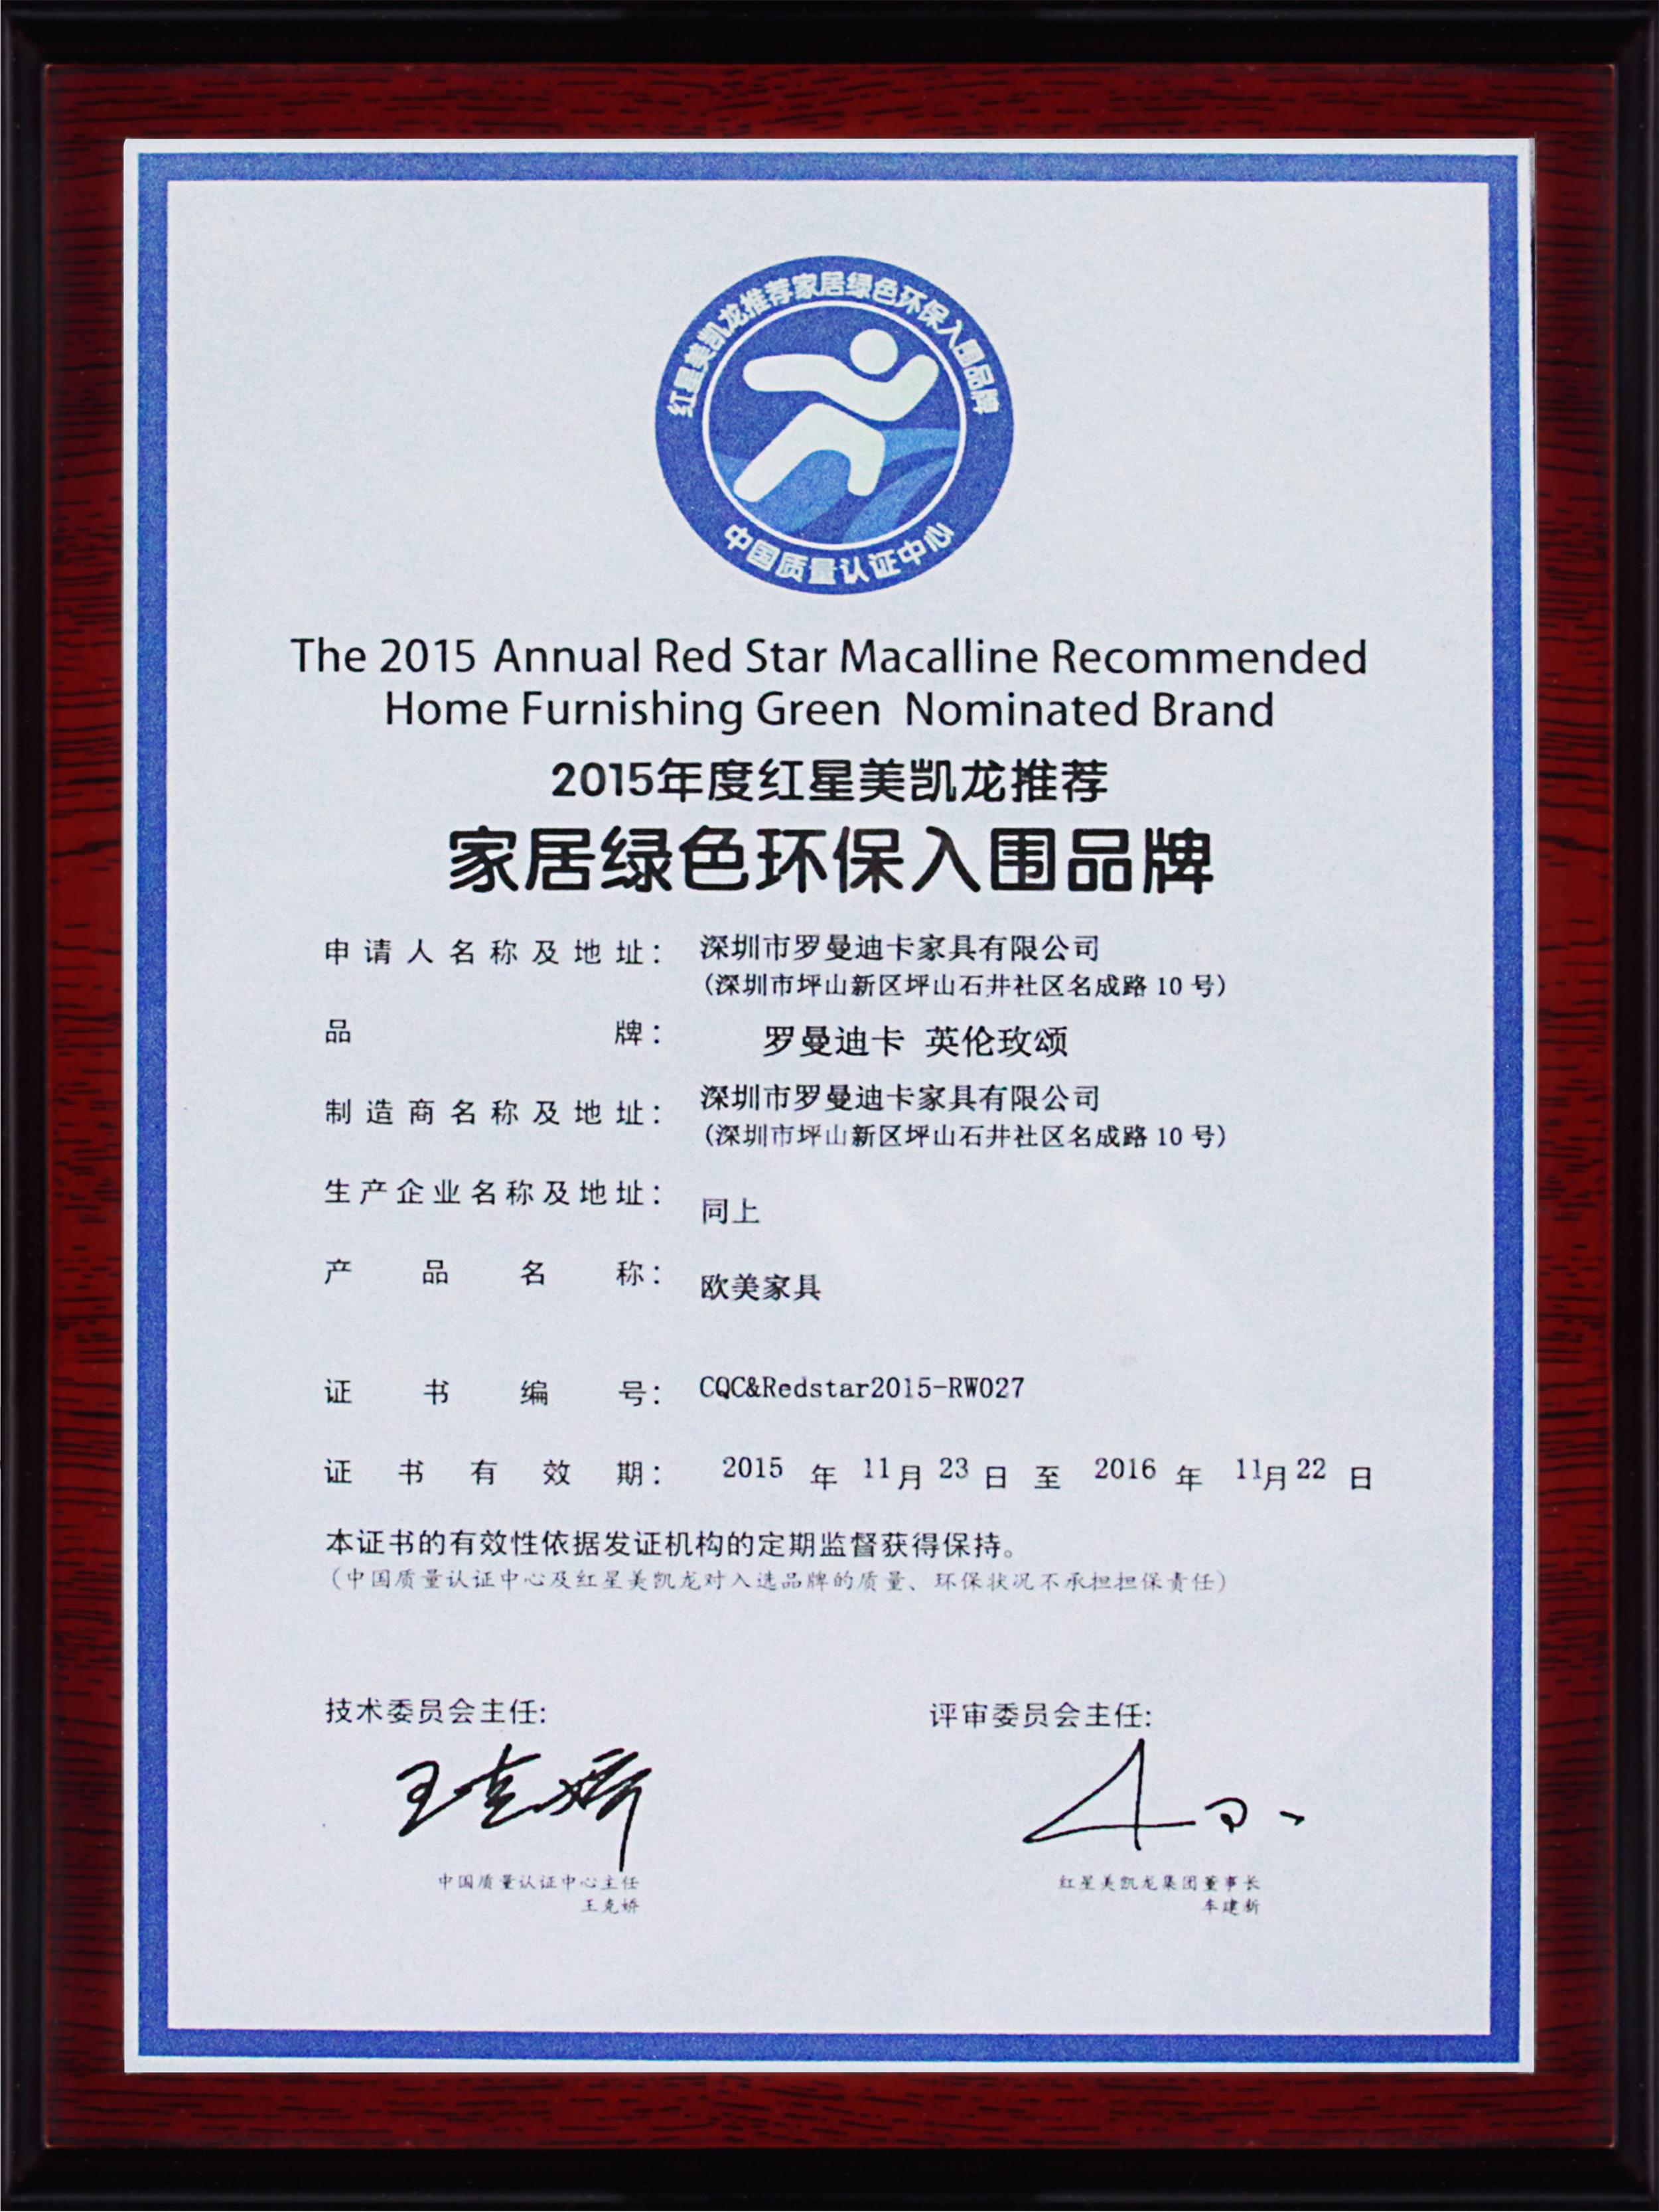 红星美凯龙推荐家居绿色环保入围品牌
中国质量认证中心
The 2015 Annual Red Star Macalline Recommended
Home Furnishing Green Nominated Brand
2015年度红星美凯龙推荐
家居绿色环保入围品牌
申请人名称及地址： 深圳市罗曼迪卡家具有限公司
(深圳市坪山新区坪山石井社区名成路 10 号)
品牌： 罗曼迪卡 英伦玫颂
制造商名称及地址： 深圳市罗曼迪卡家具有限公司
(深圳市坪山新区坪山石井社区名成路 10 号)
生产企业名称及地址： 同上
产品名称： 欧美家具
证书编号： CQC&Redstar2015-RW027
证书有效期： 2015 年 11月 23 日 至 2016 年 11月 22 日
本证书的有效性依据发证机构的定期监督获得保持。
（中国质量认证中心及红星美凯龙对入选品牌的质量、环保状况不承担担保责任）
技术委员会主任: 评审委员会主任:
王克娇
中国质量认证中心主任 红星美凯龙集团董事长
王克娇 车建新